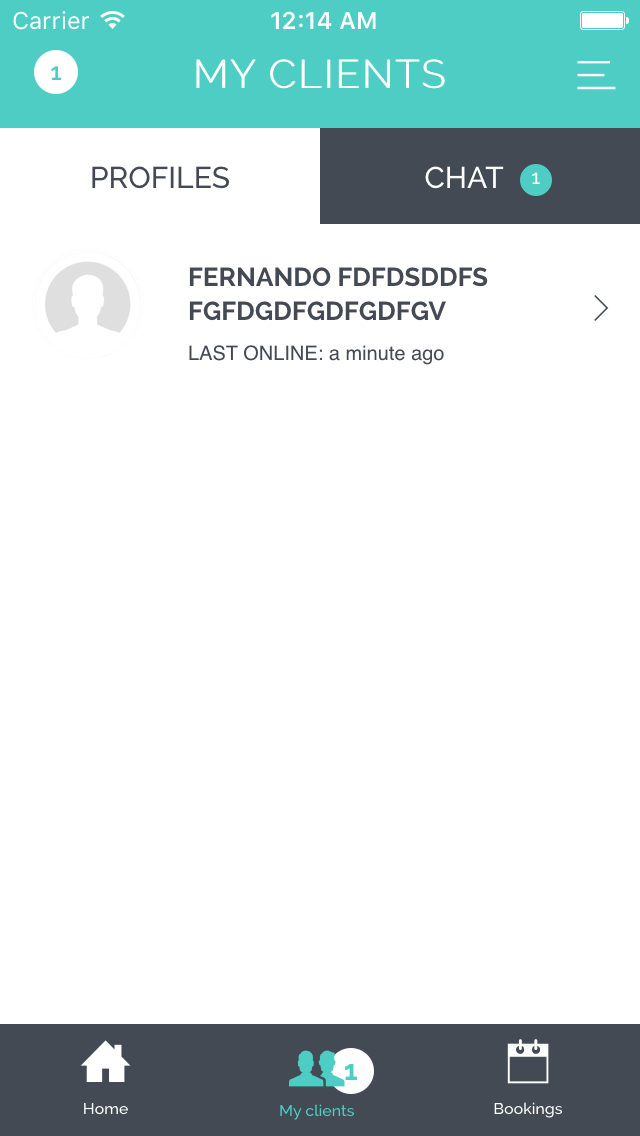 Carrier 12:14 AM
1 MY CLIENTS
PROFILES CHAT 1
FERNANDO FDFDSDDFS
FGFDGDFGDFGDFGV
LAST ONLINE: a minute ago
1
Home My clients Bookings